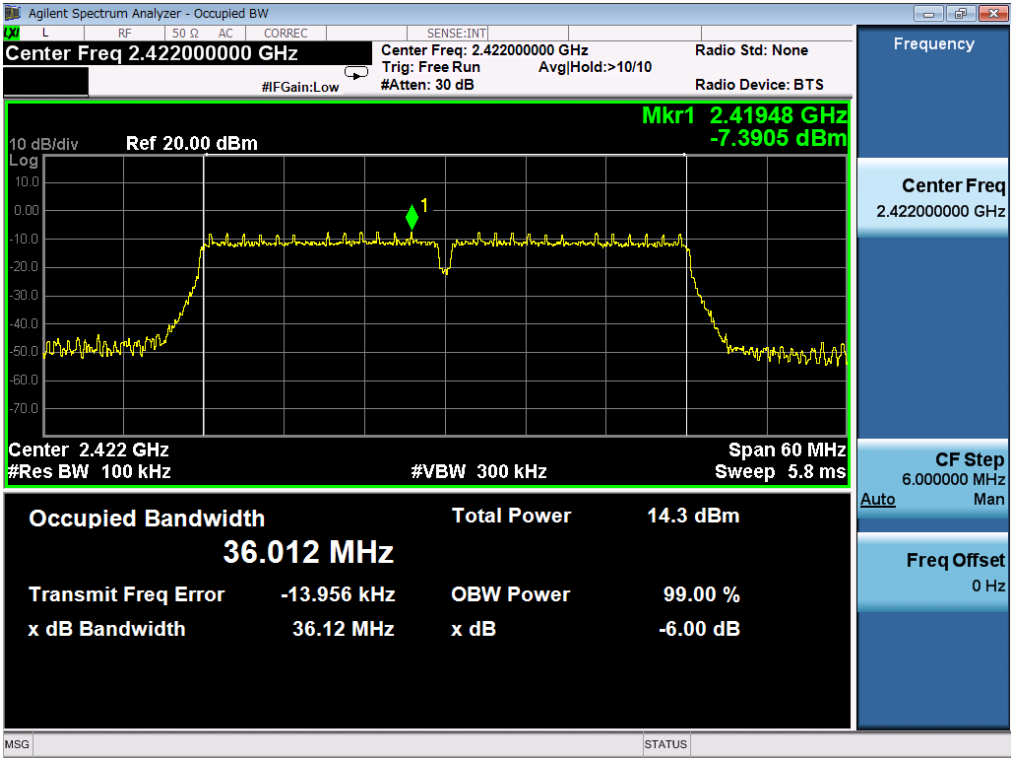 Agilent Spectrum Analyzer - Occupied BW
LXI L RF 50 Ω AC CORREC SENSE:INT
Center Freq 2.422000000 GHz
Center Freq: 2.422000000 GHz Radio Std: None
Trig: Free Run Avg|Hold:>10/10
#IFGain:Low #Atten: 30 dB Radio Device: BTS
Mkr1 2.41948 GHz
-7.3905 dBm
10 dB/div Ref 20.00 dBm
Log
10.0
0.00
-10.0
-20.0
-30.0
-40.0
-50.0
-60.0
-70.0
1
Center 2.422 GHz Span 60 MHz
#Res BW 100 kHz #VBW 300 kHz Sweep 5.8 ms
Occupied Bandwidth Total Power 14.3 dBm
36.012 MHz
Transmit Freq Error -13.956 kHz OBW Power 99.00 %
x dB Bandwidth 36.12 MHz x dB -6.00 dB
Frequency
Center Freq
2.422000000 GHz
CF Step
6.000000 MHz
Auto Man
Freq Offset
0 Hz
MSG STATUS